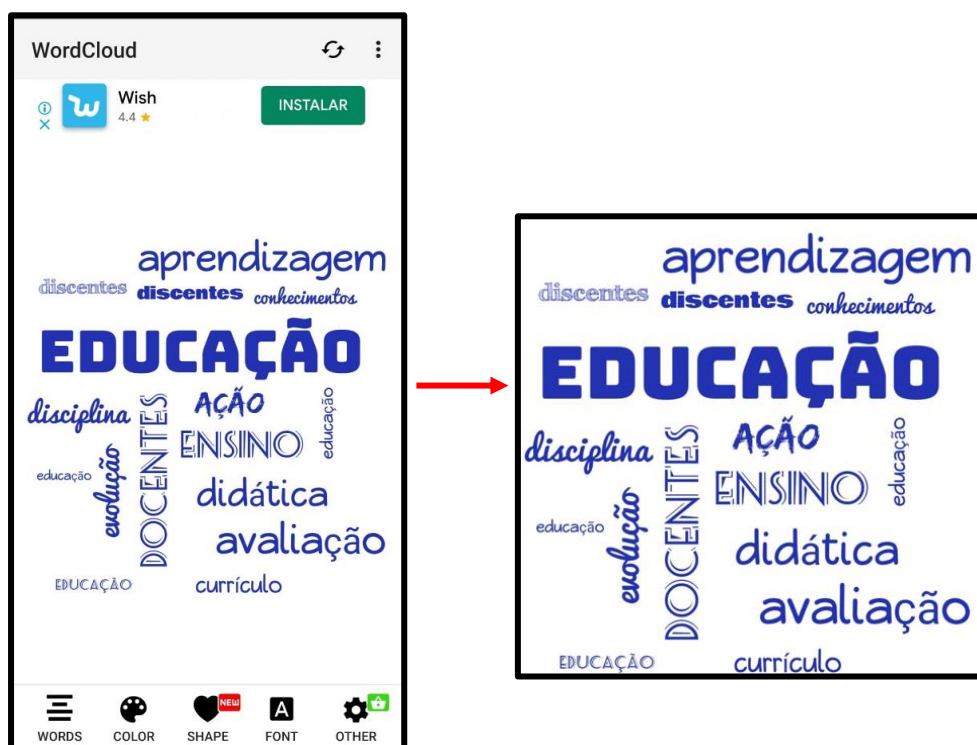 WordCloud
Wish
4.4 ★
INSTALAR
aprendizagem
discentes discentes conhecimentos
EDUCAÇÃO
disciplina
AÇÃO
DOCENTES
ENSINO
educação
educação
evolução
didática
avaliação
EDUCAÇÃO
currículo
WORDS COLOR SHAPE NEW FONT OTHER
aprendizagem
discentes discentes conhecimentos
EDUCAÇÃO
disciplina
AÇÃO
DOCENTES
ENSINO
educação
educação
evolução
didática
avaliação
EDUCAÇÃO
currículo